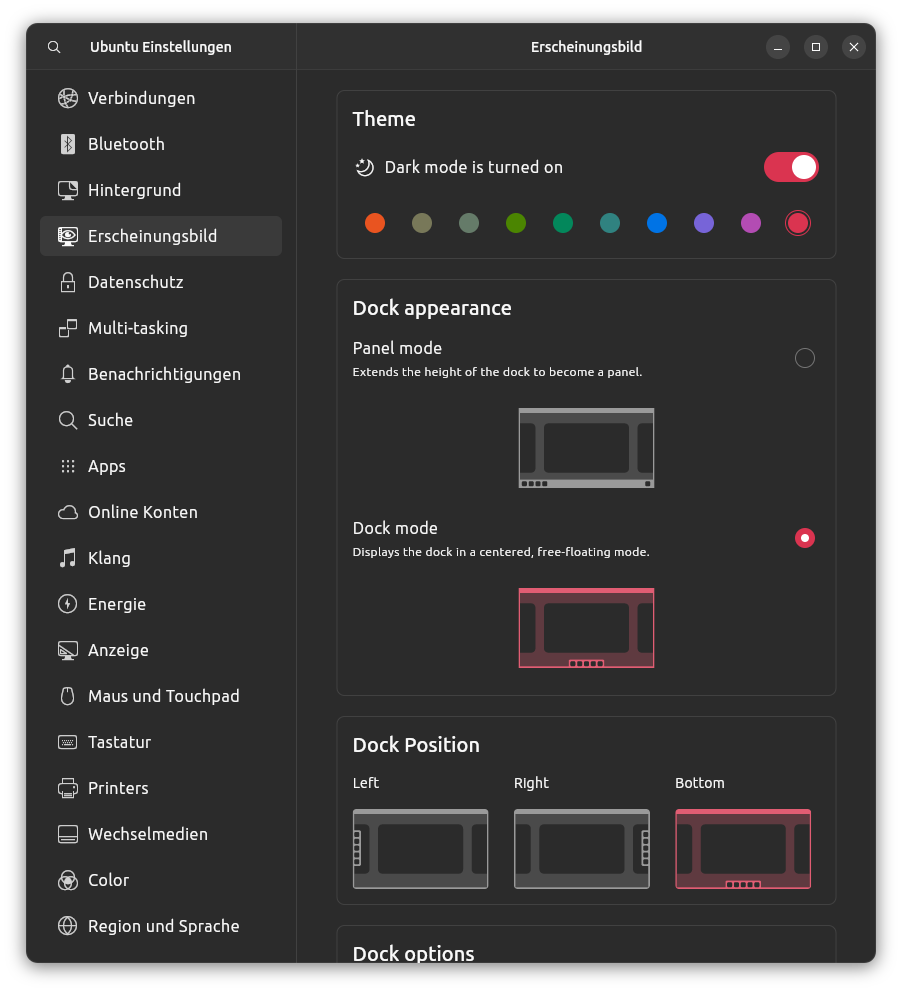 Ubuntu Einstellungen
Erscheinungsbild
Verbindungen
Bluetooth
Hintergrund
Erscheinungsbild
Datenschutz
Multi-tasking
Benachrichtigungen
Suche
Apps
Online Konten
Klang
Energie
Anzeige
Maus und Touchpad
Tastatur
Printers
Wechselmedien
Color
Region und Sprache
Theme
Dark mode is turned on
Dock appearance
Panel mode
Extends the height of the dock to become a panel.
Dock mode
Displays the dock in a centered, free-floating mode.
Dock Position
Left
Right
Bottom
Dock options